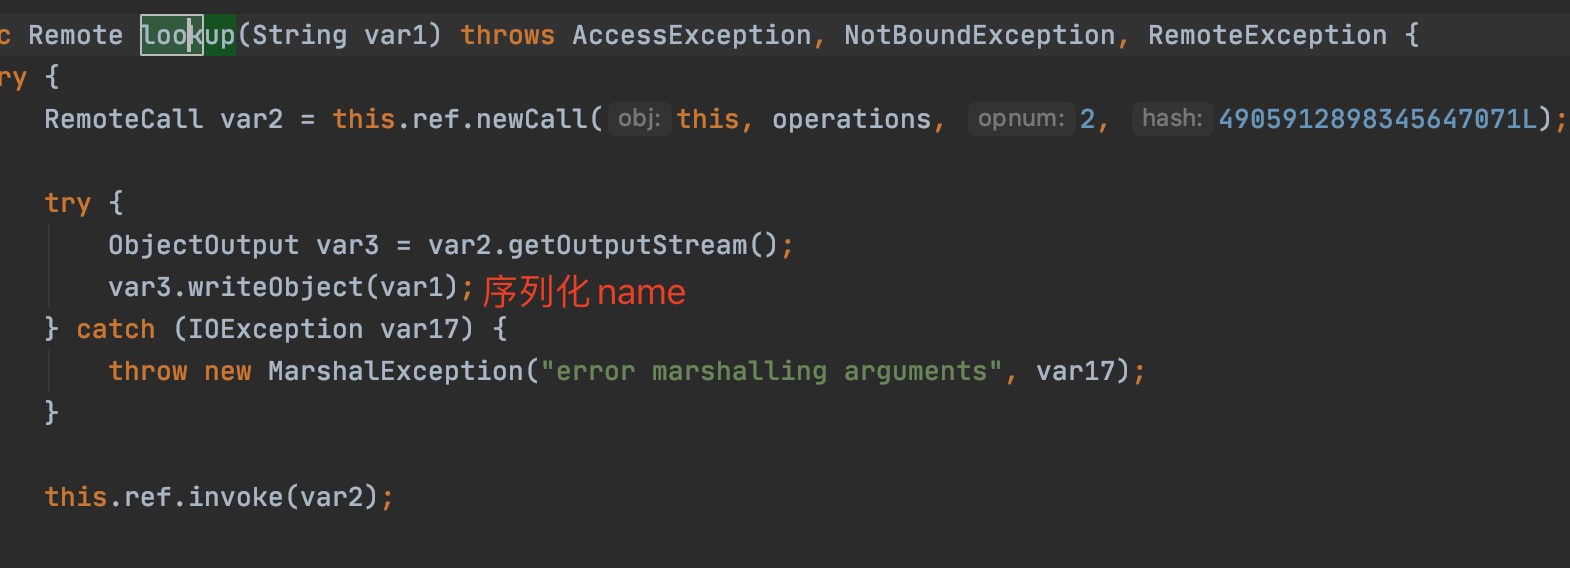 c Remote lookup(String var1) throws AccessException, NotBoundException, RemoteException {
ry {
RemoteCall var2 = this.ref.newCall( obj: this, operations, opnum: 2, hash: 4905912898345647071L);
try {
ObjectOutput var3 = var2.getOutputStream();
var3.writeObject(var1); 序列化 name
} catch (IOException var17) {
throw new MarshalException("error marshalling arguments", var17);
}
this.ref.invoke(var2);